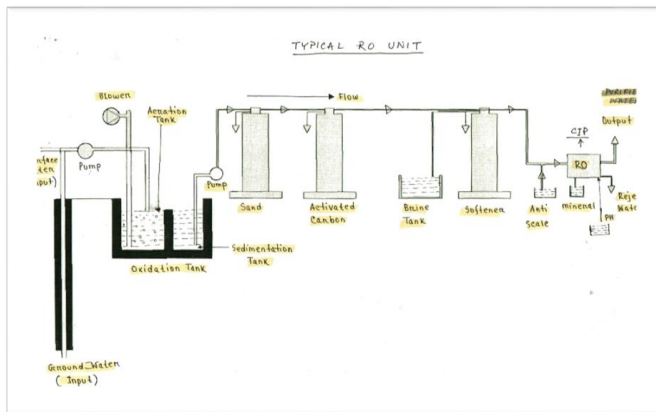 TYPICAL RO UNIT
Blower
Aeration
Tank
Flow
Output
CIP
RO
Pump
Pump
Sand
Activated
Carbon
Brine
Tank
Softener
Anti
Scale
mineral
PH
Sedimentation
Tank
Oxidation Tank
Ground Water
(Input)